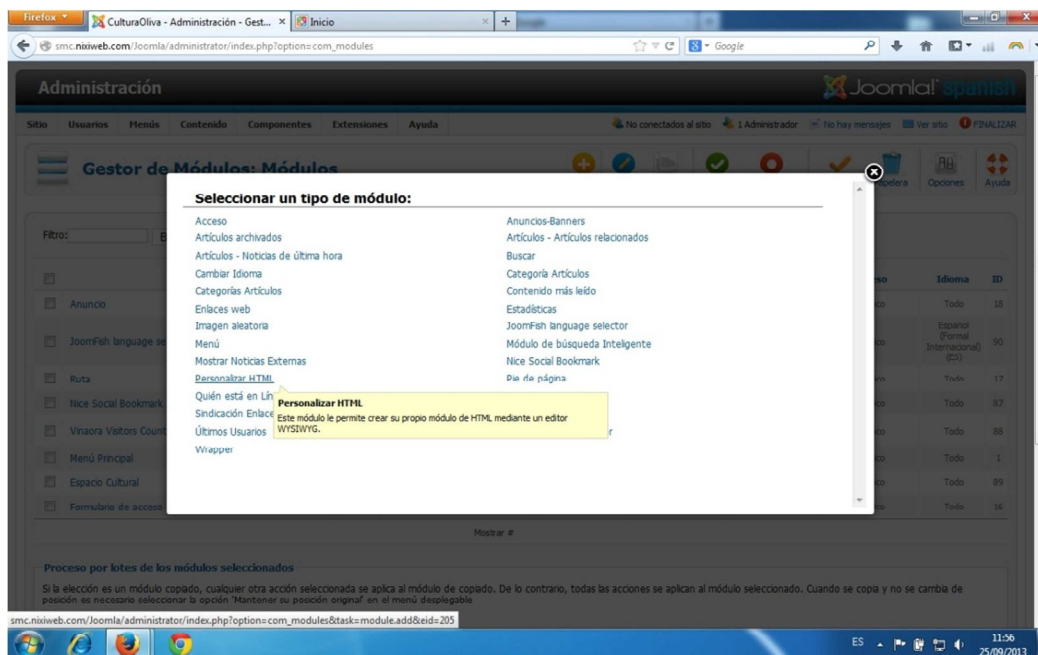 Firefox
CulturaOliva - Administración - Gest... ×
Inicio ×
+
smc.nixiweb.com/Joomla/administrator/index.php?option=com_modules
Google
Administración
Joomla! spanish
Sitio Usuarios Menús Contenido Componentes Extensiones Ayuda
No conectados al sitio 1 Administrador No hay mensajes Ver sitio FINALIZAR
Gestor de Módulos: Módulos
Opciones Ayuda
Seleccionar un tipo de módulo:
Acceso Anuncios-Banners
Artículos archivados Artículos - Artículos relacionados
Artículos - Noticias de última hora Buscar
Cambiar Idioma Categoría Artículos
Categorías Artículos Contenido más leído
Enlaces web Estadísticas
Imagen aleatoria JoomFish language selector
Menú Módulo de búsqueda Inteligente
Mostrar Noticias Externas Nice Social Bookmark
Personalizar HTML Pie de página
Quién está en Lín
Sindicación Enlace
Últimos Usuarios
Wrapper
Personalizar HTML
Este módulo le permite crear su propio módulo de HTML mediante un editor
WYSIWYG.
Filtro:
Idioma ID
Anuncio Todo 18
JoomFish language se Español (Formal Internacional) 90
Ruta Todo 17
Nice Social Bookmark Todo 87
Vinaora Visitors Count Todo 88
Menú Principal Todo 1
Espacio Cultural Todo 89
Formulario de acceso Todo 16
Mostrar #
Proceso por lotes de los módulos seleccionados
Si la elección es un módulo copiado, cualquier otra acción seleccionada se aplica al módulo de copiado. De lo contrario, todas las acciones se aplican al módulo seleccionado. Cuando se copia y no se cambia de
posición es necesario seleccionar la opción 'Mantener su posición original' en el menú desplegable
smc.nixiweb.com/Joomla/administrator/index.php?option=com_modules&task=module.add&eid=205
ES
11:56
25/09/2013